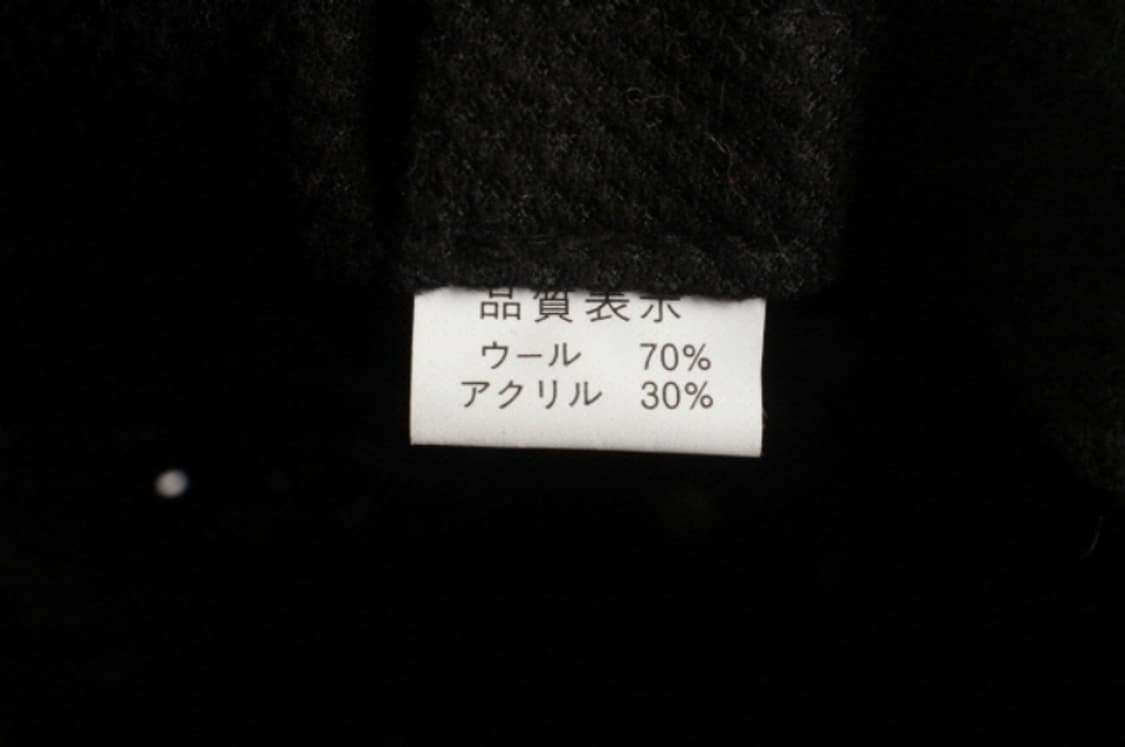 品質表示
ウール 70%
アクリル 30%